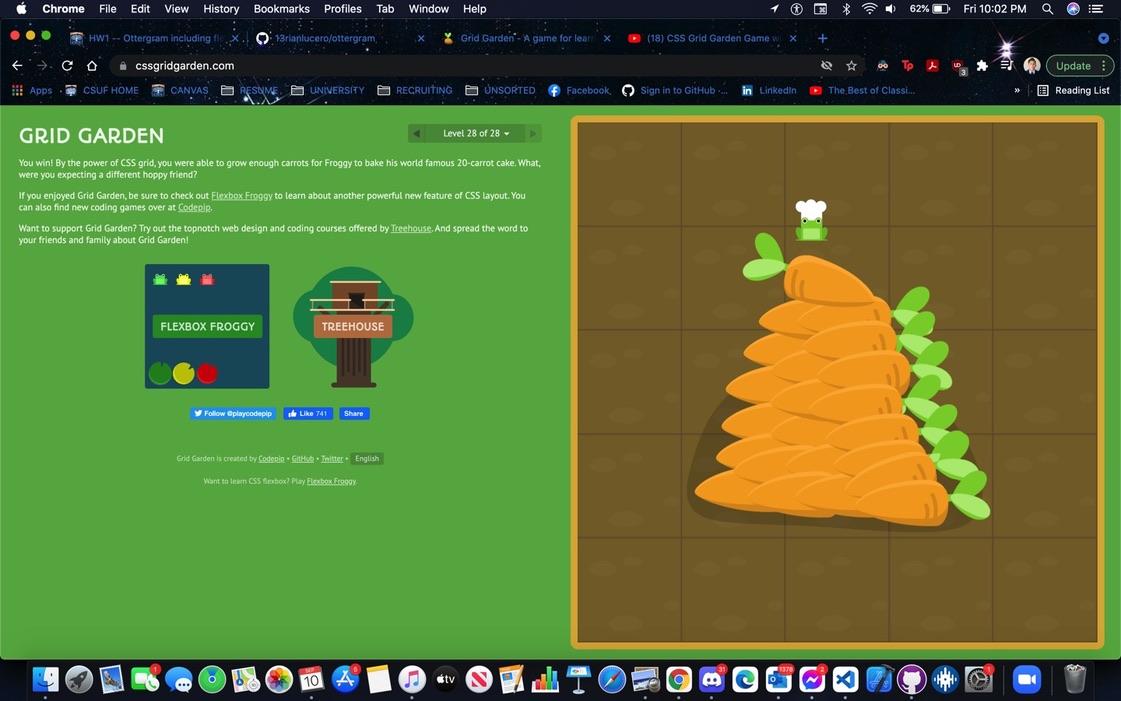 Chrome File Edit View History Bookmarks Profiles Tab Window Help 62% Fri 10:02 PM
HW1 -- Ottergram including fi 13rianlucero/ottergram Grid Garden - A game for lear (18) CSS Grid Garden Game w
cssgridgarden.com Update
Apps CSUF HOME CANVAS RESUME UNIVERSITY RECRUITING UNSORTED Facebook Sign in to GitHub ·... LinkedIn The Best of Classi... » Reading List
GRID GARDEN
Level 28 of 28
You win! By the power of CSS grid, you were able to grow enough carrots for Froggy to bake his world famous 20-carrot cake. What,
were you expecting a different hoppy friend?
If you enjoyed Grid Garden, be sure to check out Flexbox Froggy to learn about another powerful new feature of CSS layout. You
can also find new coding games over at Codepip.
Want to support Grid Garden? Try out the topnotch web design and coding courses offered by Treehouse. And spread the word to
your friends and family about Grid Garden!
FLEXBOX FROGGY
TREEHOUSE
Follow @playcodepip Like 741 Share
Grid Garden is created by Codepip • GitHub • Twitter • English
Want to learn CSS flexbox? Play Flexbox Froggy.